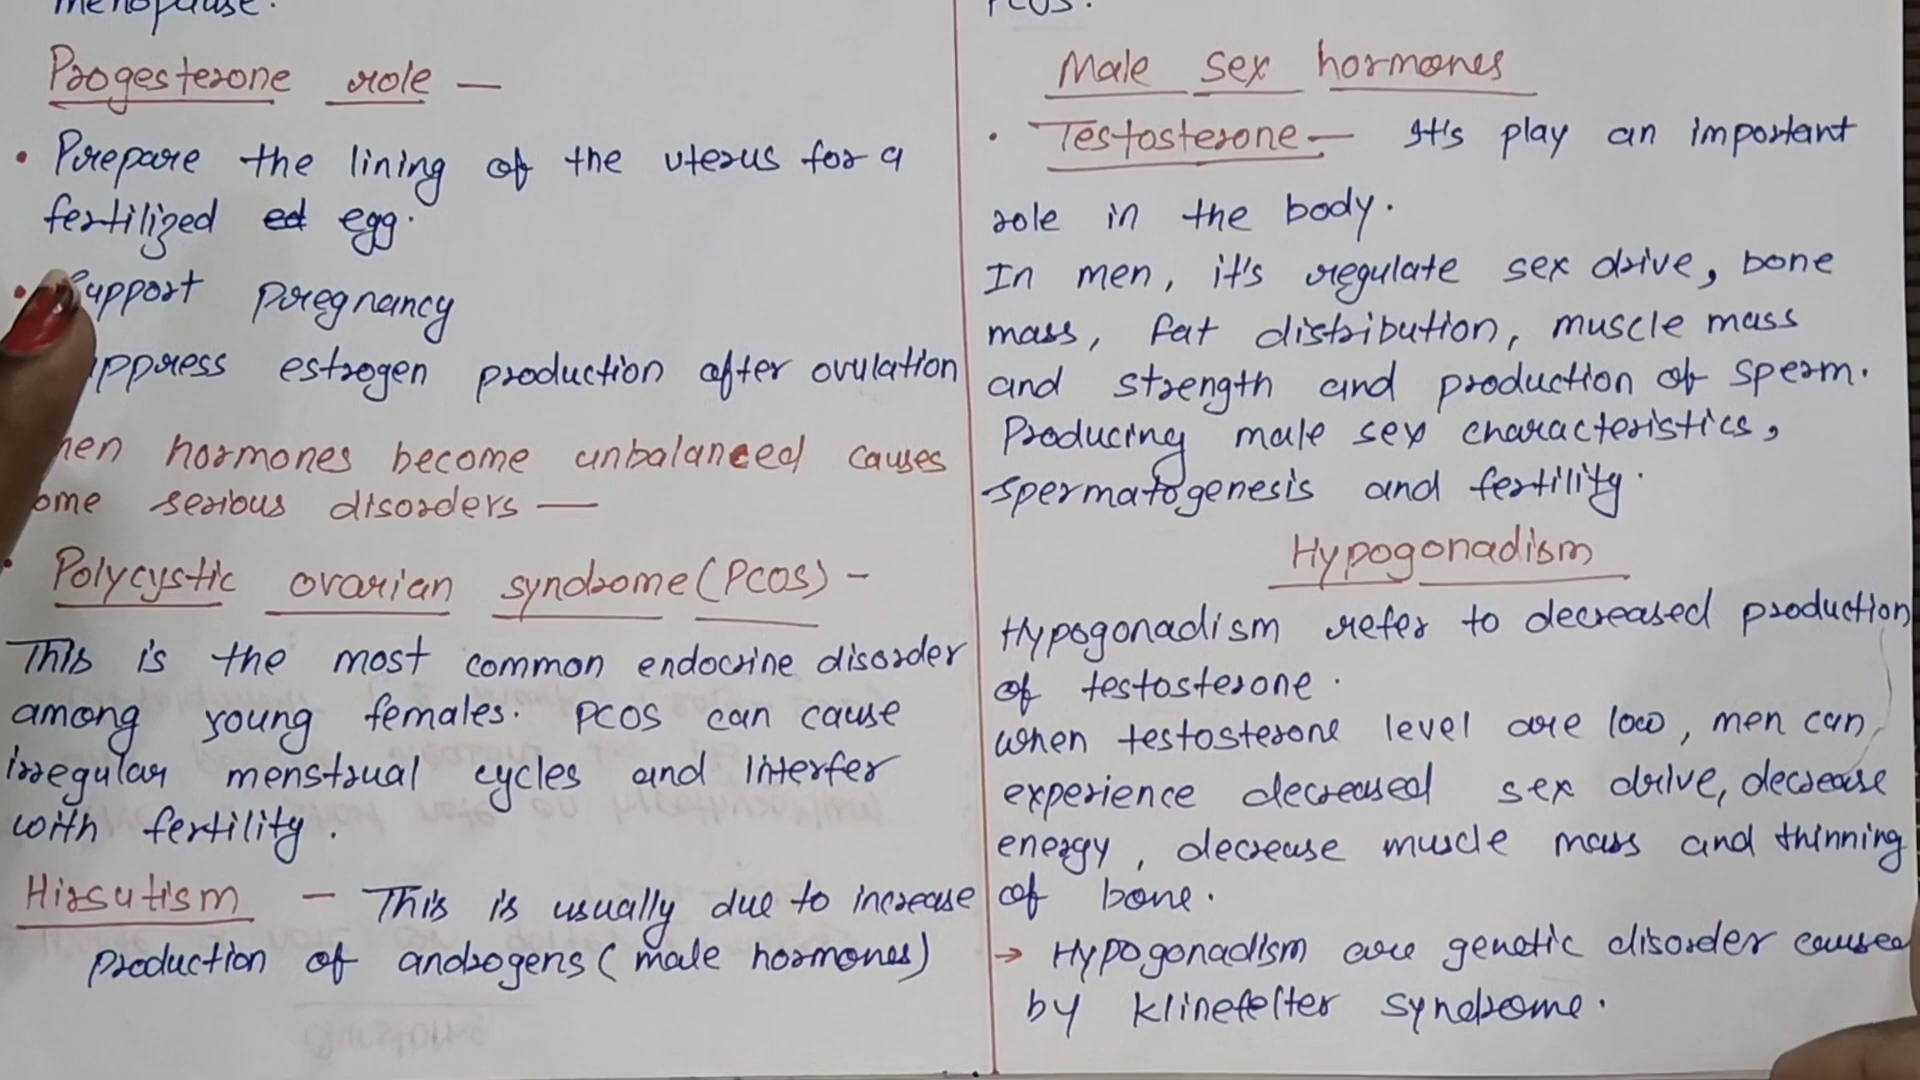 menopause.
Progesterone role —
• Prepare the lining of the uterus for a
fertilized ed egg.
• Support pregnancy
uppress estrogen production after ovulation
hen hormones become unbalanced causes
ome serious disorders —
• Polycystic ovarian syndrome (PCOS) -
This is the most common endocrine disorder
among young females. PCOS can cause
irregular menstrual cycles and interfer
with fertility.
Hirsutism - This is usually due to increase
production of androgens (male hormones)
PCOS.
Male sex hormones
• Testosterone — It's play an important
role in the body.
In men, it's regulate sex drive, bone
mass, fat distribution, muscle mass
and strength and production of sperm.
Producing male sex characteristics,
spermatogenesis and fertility.
Hypogonadism
Hypogonadism refer to decreased production
of testosterone.
when testosterone level are low, men can
experience decreased sex drive, decrease
energy, decrease muscle mass and thinning
of bone.
→ Hypogonadism are genetic disorder caused
by klinefelter syndrome.